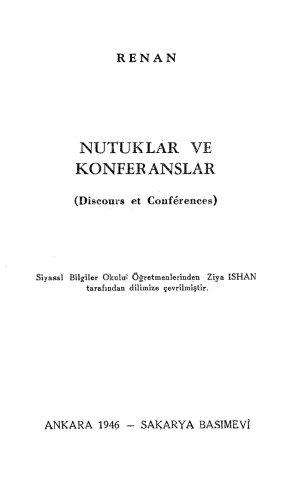 RENAN
NUTUKLAR VE
KONFERANSLAR
(Discours et Conférences)
Siyasal Bilgiler Okulu Öğretmenlerinden Ziya ISHAN
tarafından dilimize çevrilmiştir.
ANKARA 1946 – SAKARYA BASIMEVİ